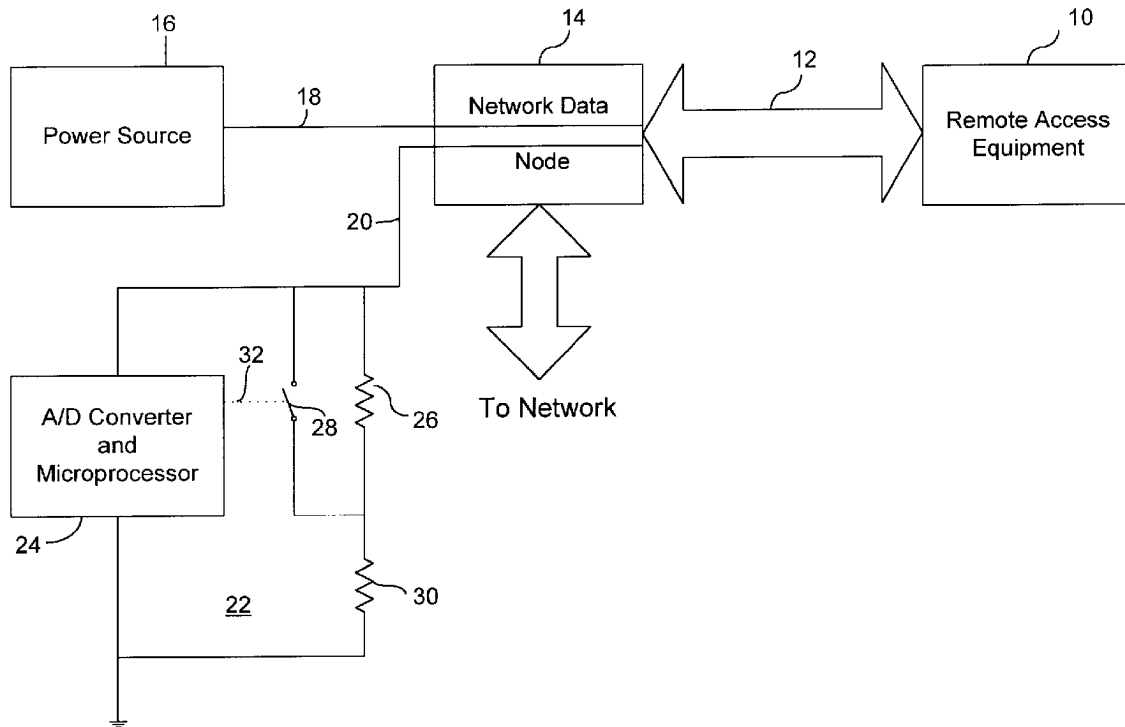 16
14
10
12
Power Source
18
Network Data
Node
Remote Access
Equipment
20
32
28
26
A/D Converter
and
Microprocessor
To Network
24
22
30